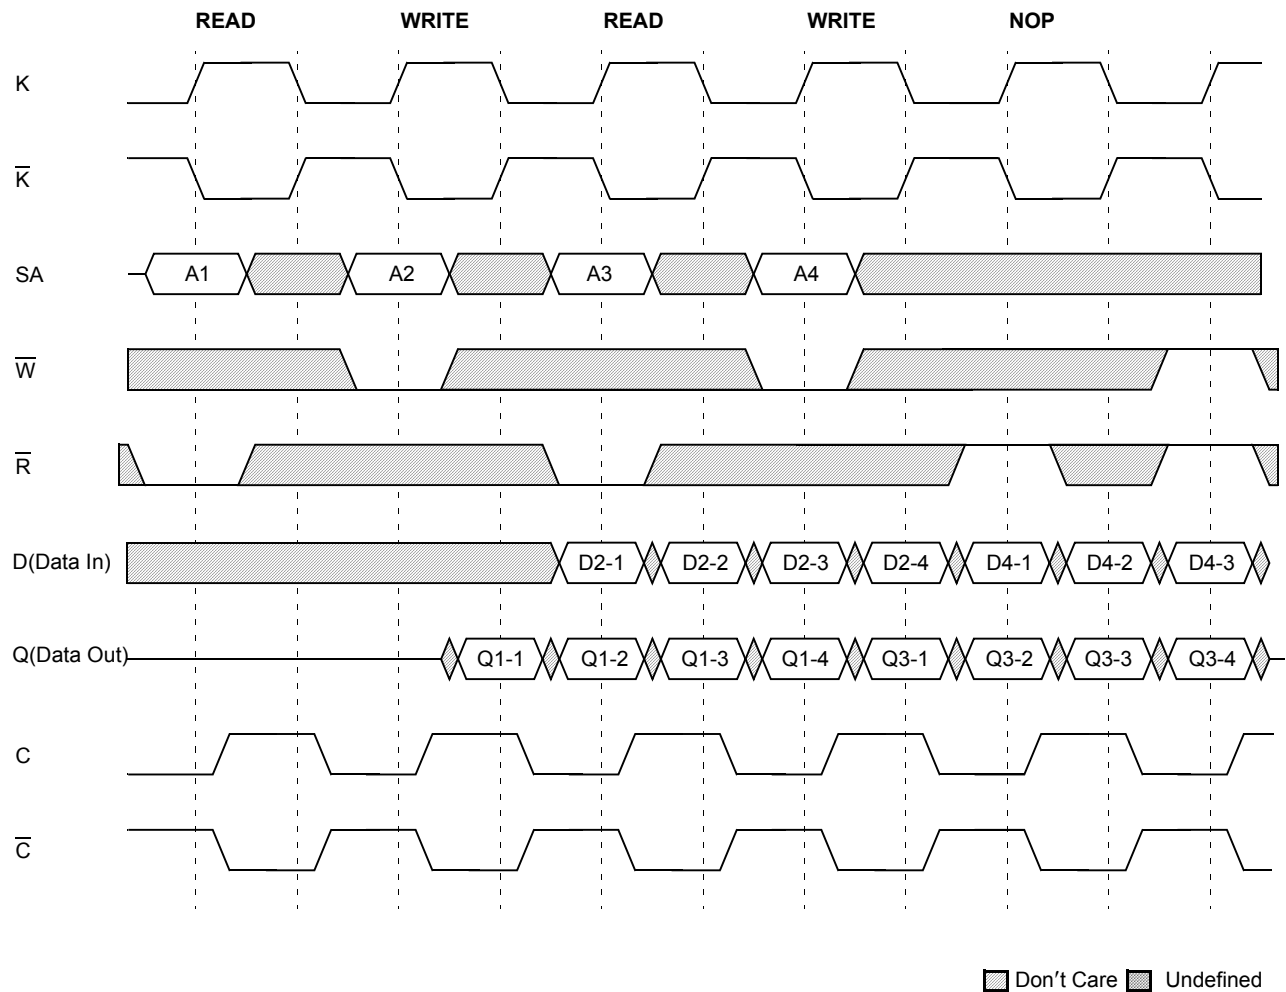 READ WRITE READ WRITE NOP
K
K̅
SA A1 A2 A3 A4
W̅
R̅
D(Data In) D2-1 D2-2 D2-3 D2-4 D4-1 D4-2 D4-3
Q(Data Out) Q1-1 Q1-2 Q1-3 Q1-4 Q3-1 Q3-2 Q3-3 Q3-4
C
C̅
Don't Care Undefined